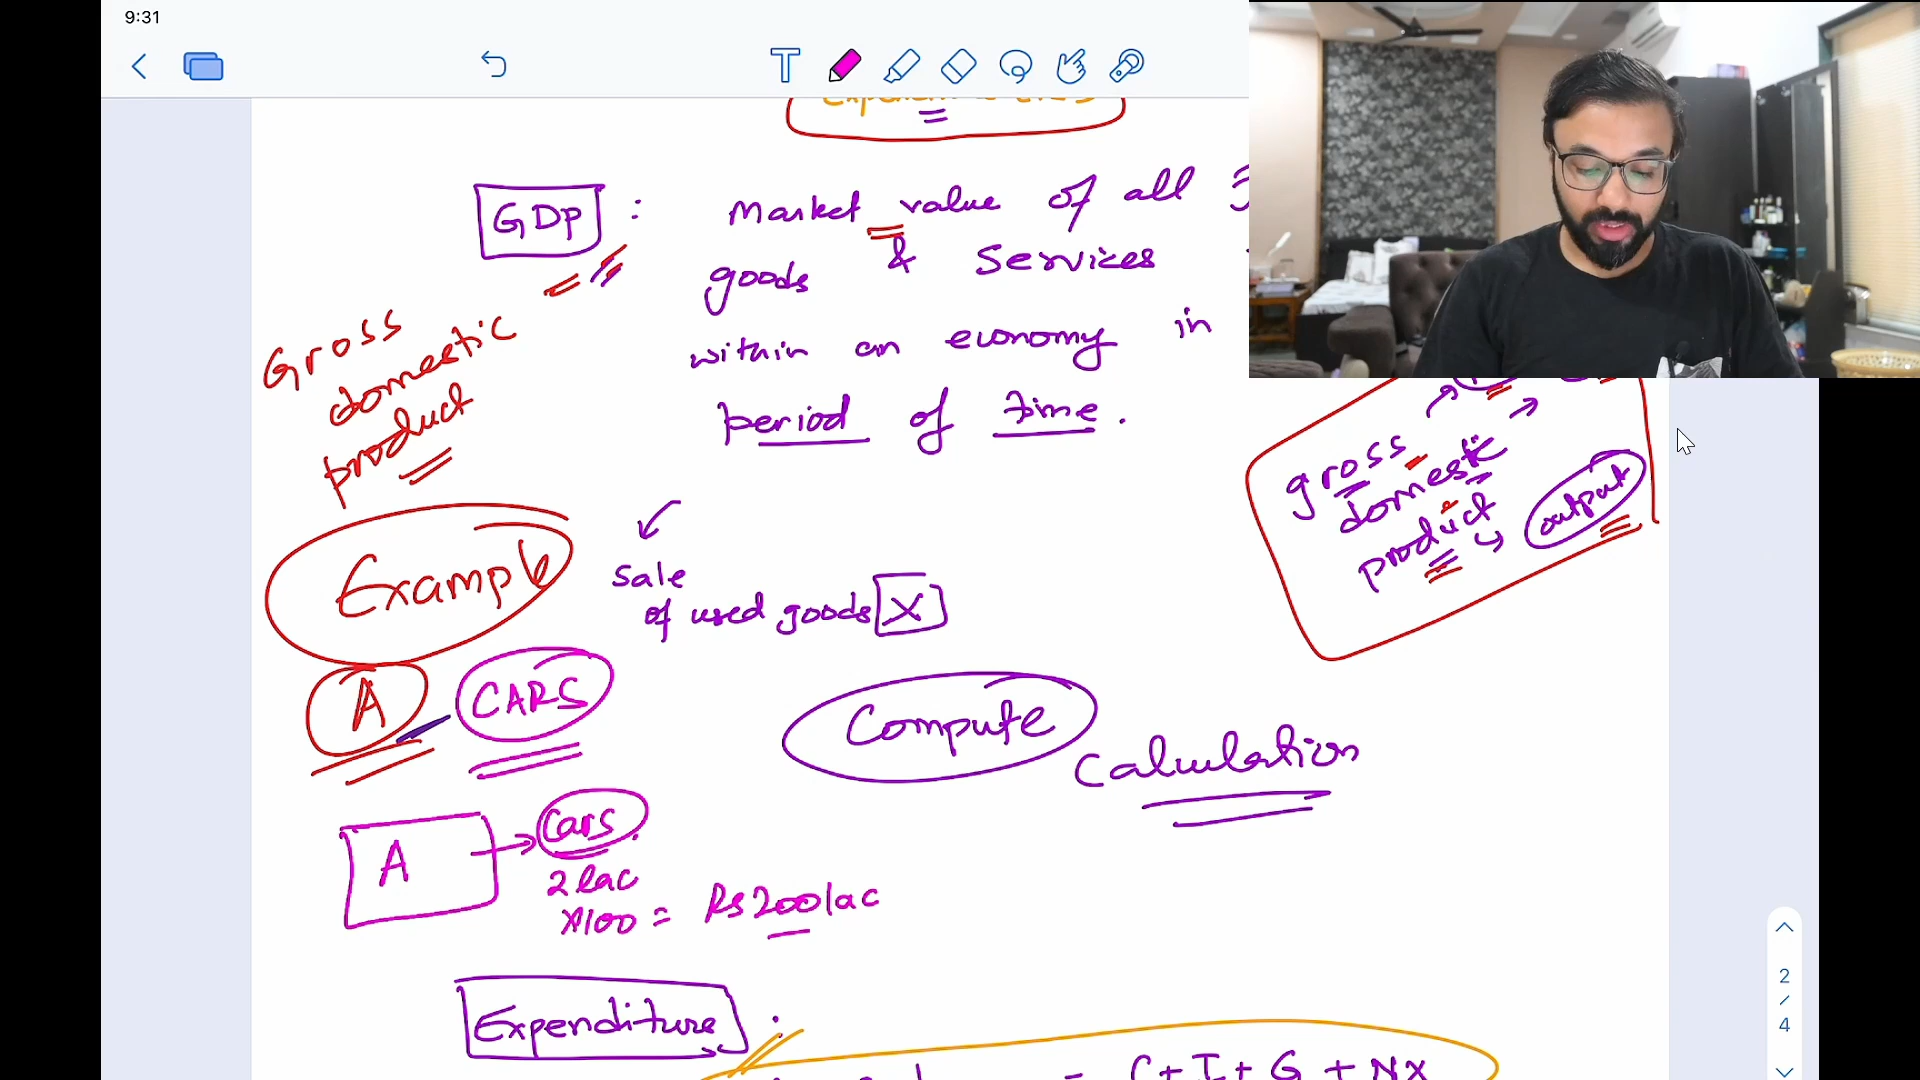 9:31
GDP : Market value of all
goods & Services
within an economy in
period of time.
Gross
domestic
product
gross
domestic
product
output
Example
Sale
of used goods X
A CARS
Compute
Calculation
A
Cars
2 lac
x100 = Rs 200 lac
Expenditure :
= C+I+G+NX
2
/
4